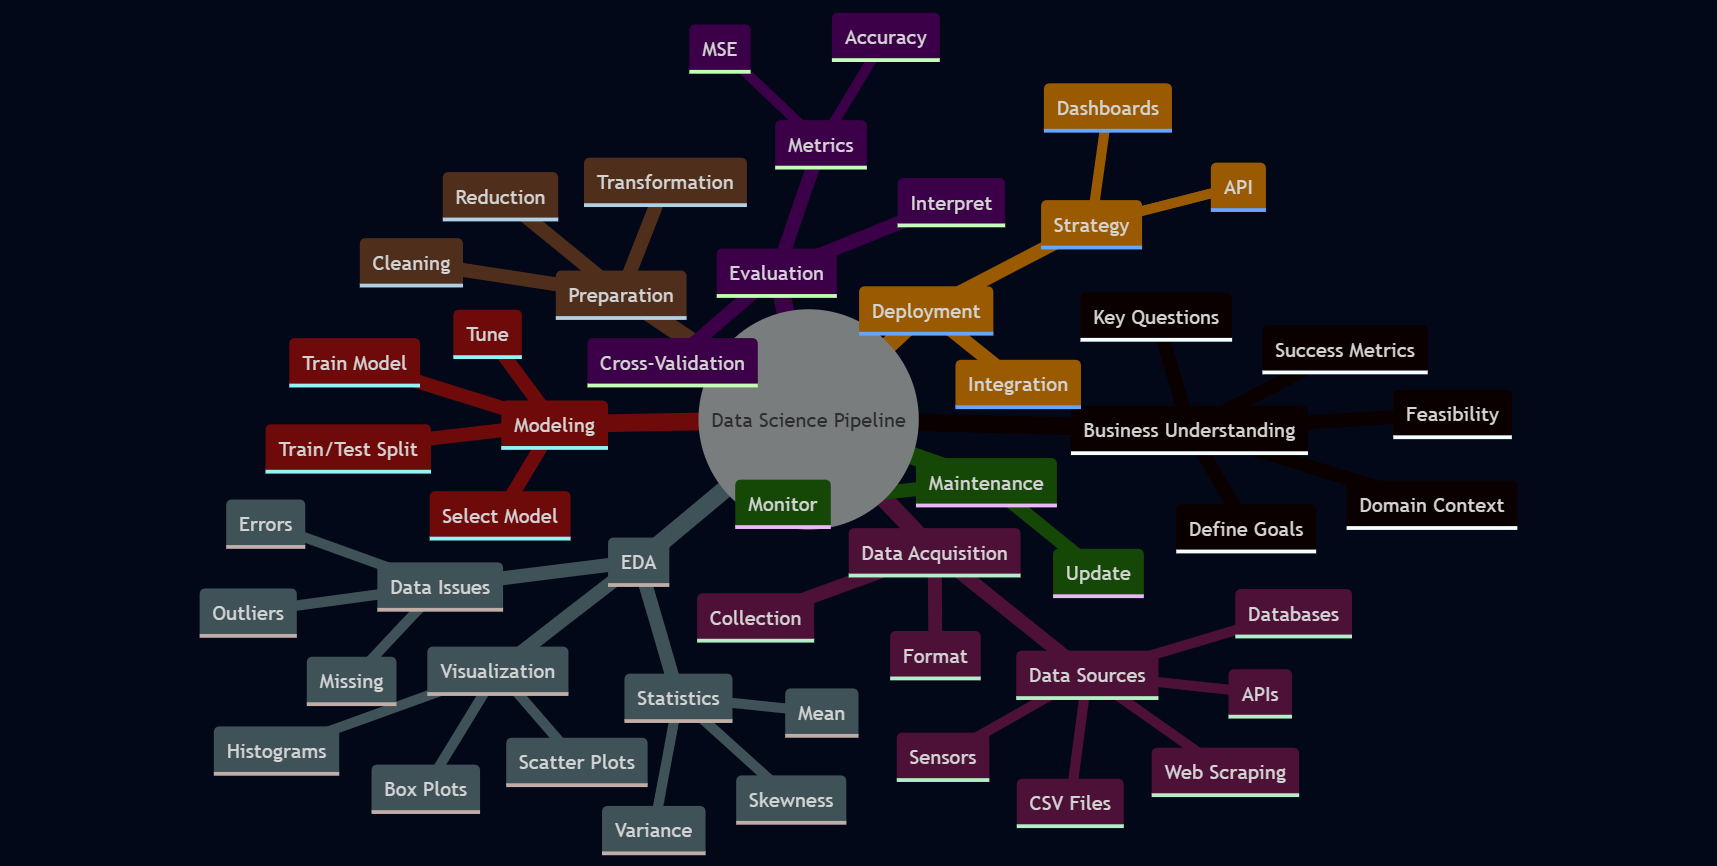 MSE
Accuracy
Dashboards
Metrics
Transformation
Reduction
API
Interpret
Strategy
Cleaning
Evaluation
Preparation
Deployment
Key Questions
Tune
Success Metrics
Train Model
Cross-Validation
Integration
Feasibility
Data Science Pipeline
Modeling
Business Understanding
Train/Test Split
Maintenance
Monitor
Domain Context
Select Model
Errors
Define Goals
Data Acquisition
EDA
Update
Data Issues
Outliers
Databases
Collection
Format
Visualization
Data Sources
Missing
APIs
Statistics
Mean
Histograms
Sensors
Scatter Plots
Web Scraping
Box Plots
Skewness
CSV Files
Variance